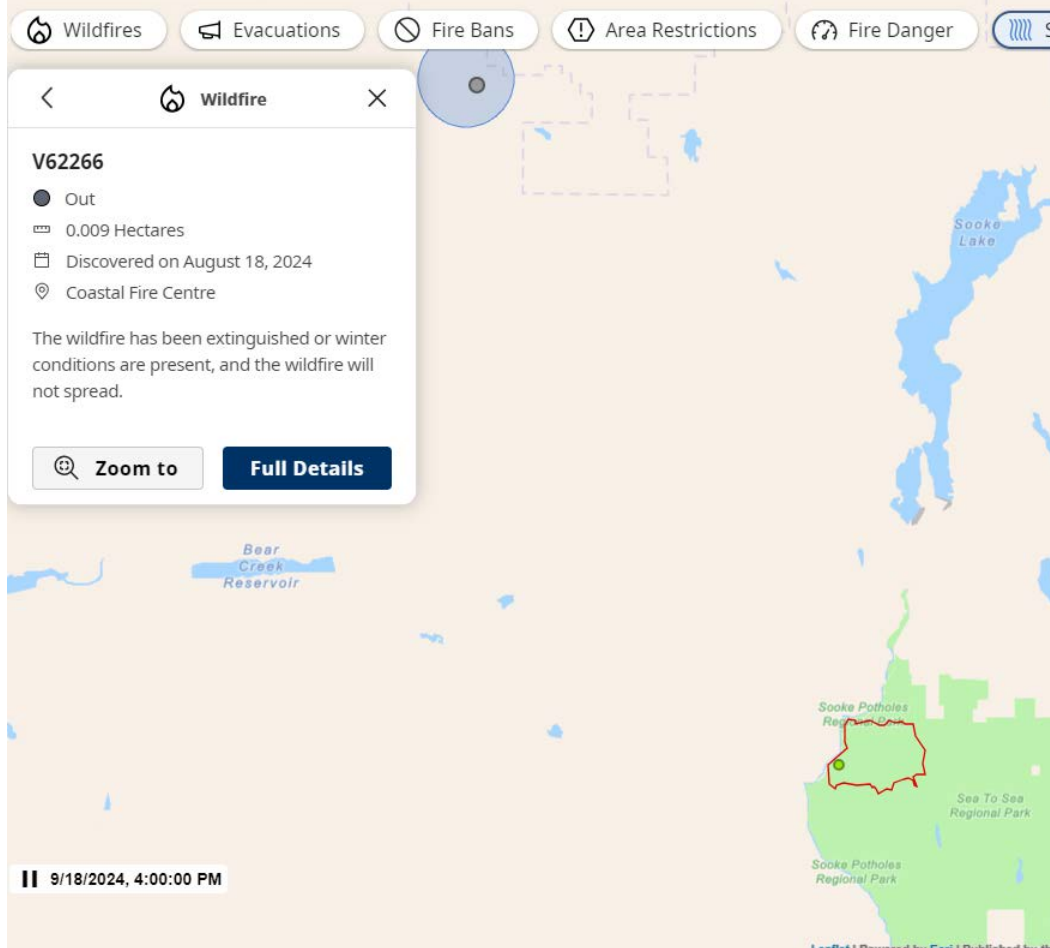 Wildfires
Evacuations
Fire Bans
Area Restrictions
Fire Danger
S
Wildfire
V62266
Out
0.009 Hectares
Discovered on August 18, 2024
Coastal Fire Centre
The wildfire has been extinguished or winter
conditions are present, and the wildfire will
not spread.
Zoom to
Full Details
Sooke
Lake
Bear
Creek
Reservoir
Sooke Potholes
Regional Park
Sea To Sea
Regional Park
Sooke Potholes
Regional Park
9/18/2024, 4:00:00 PM